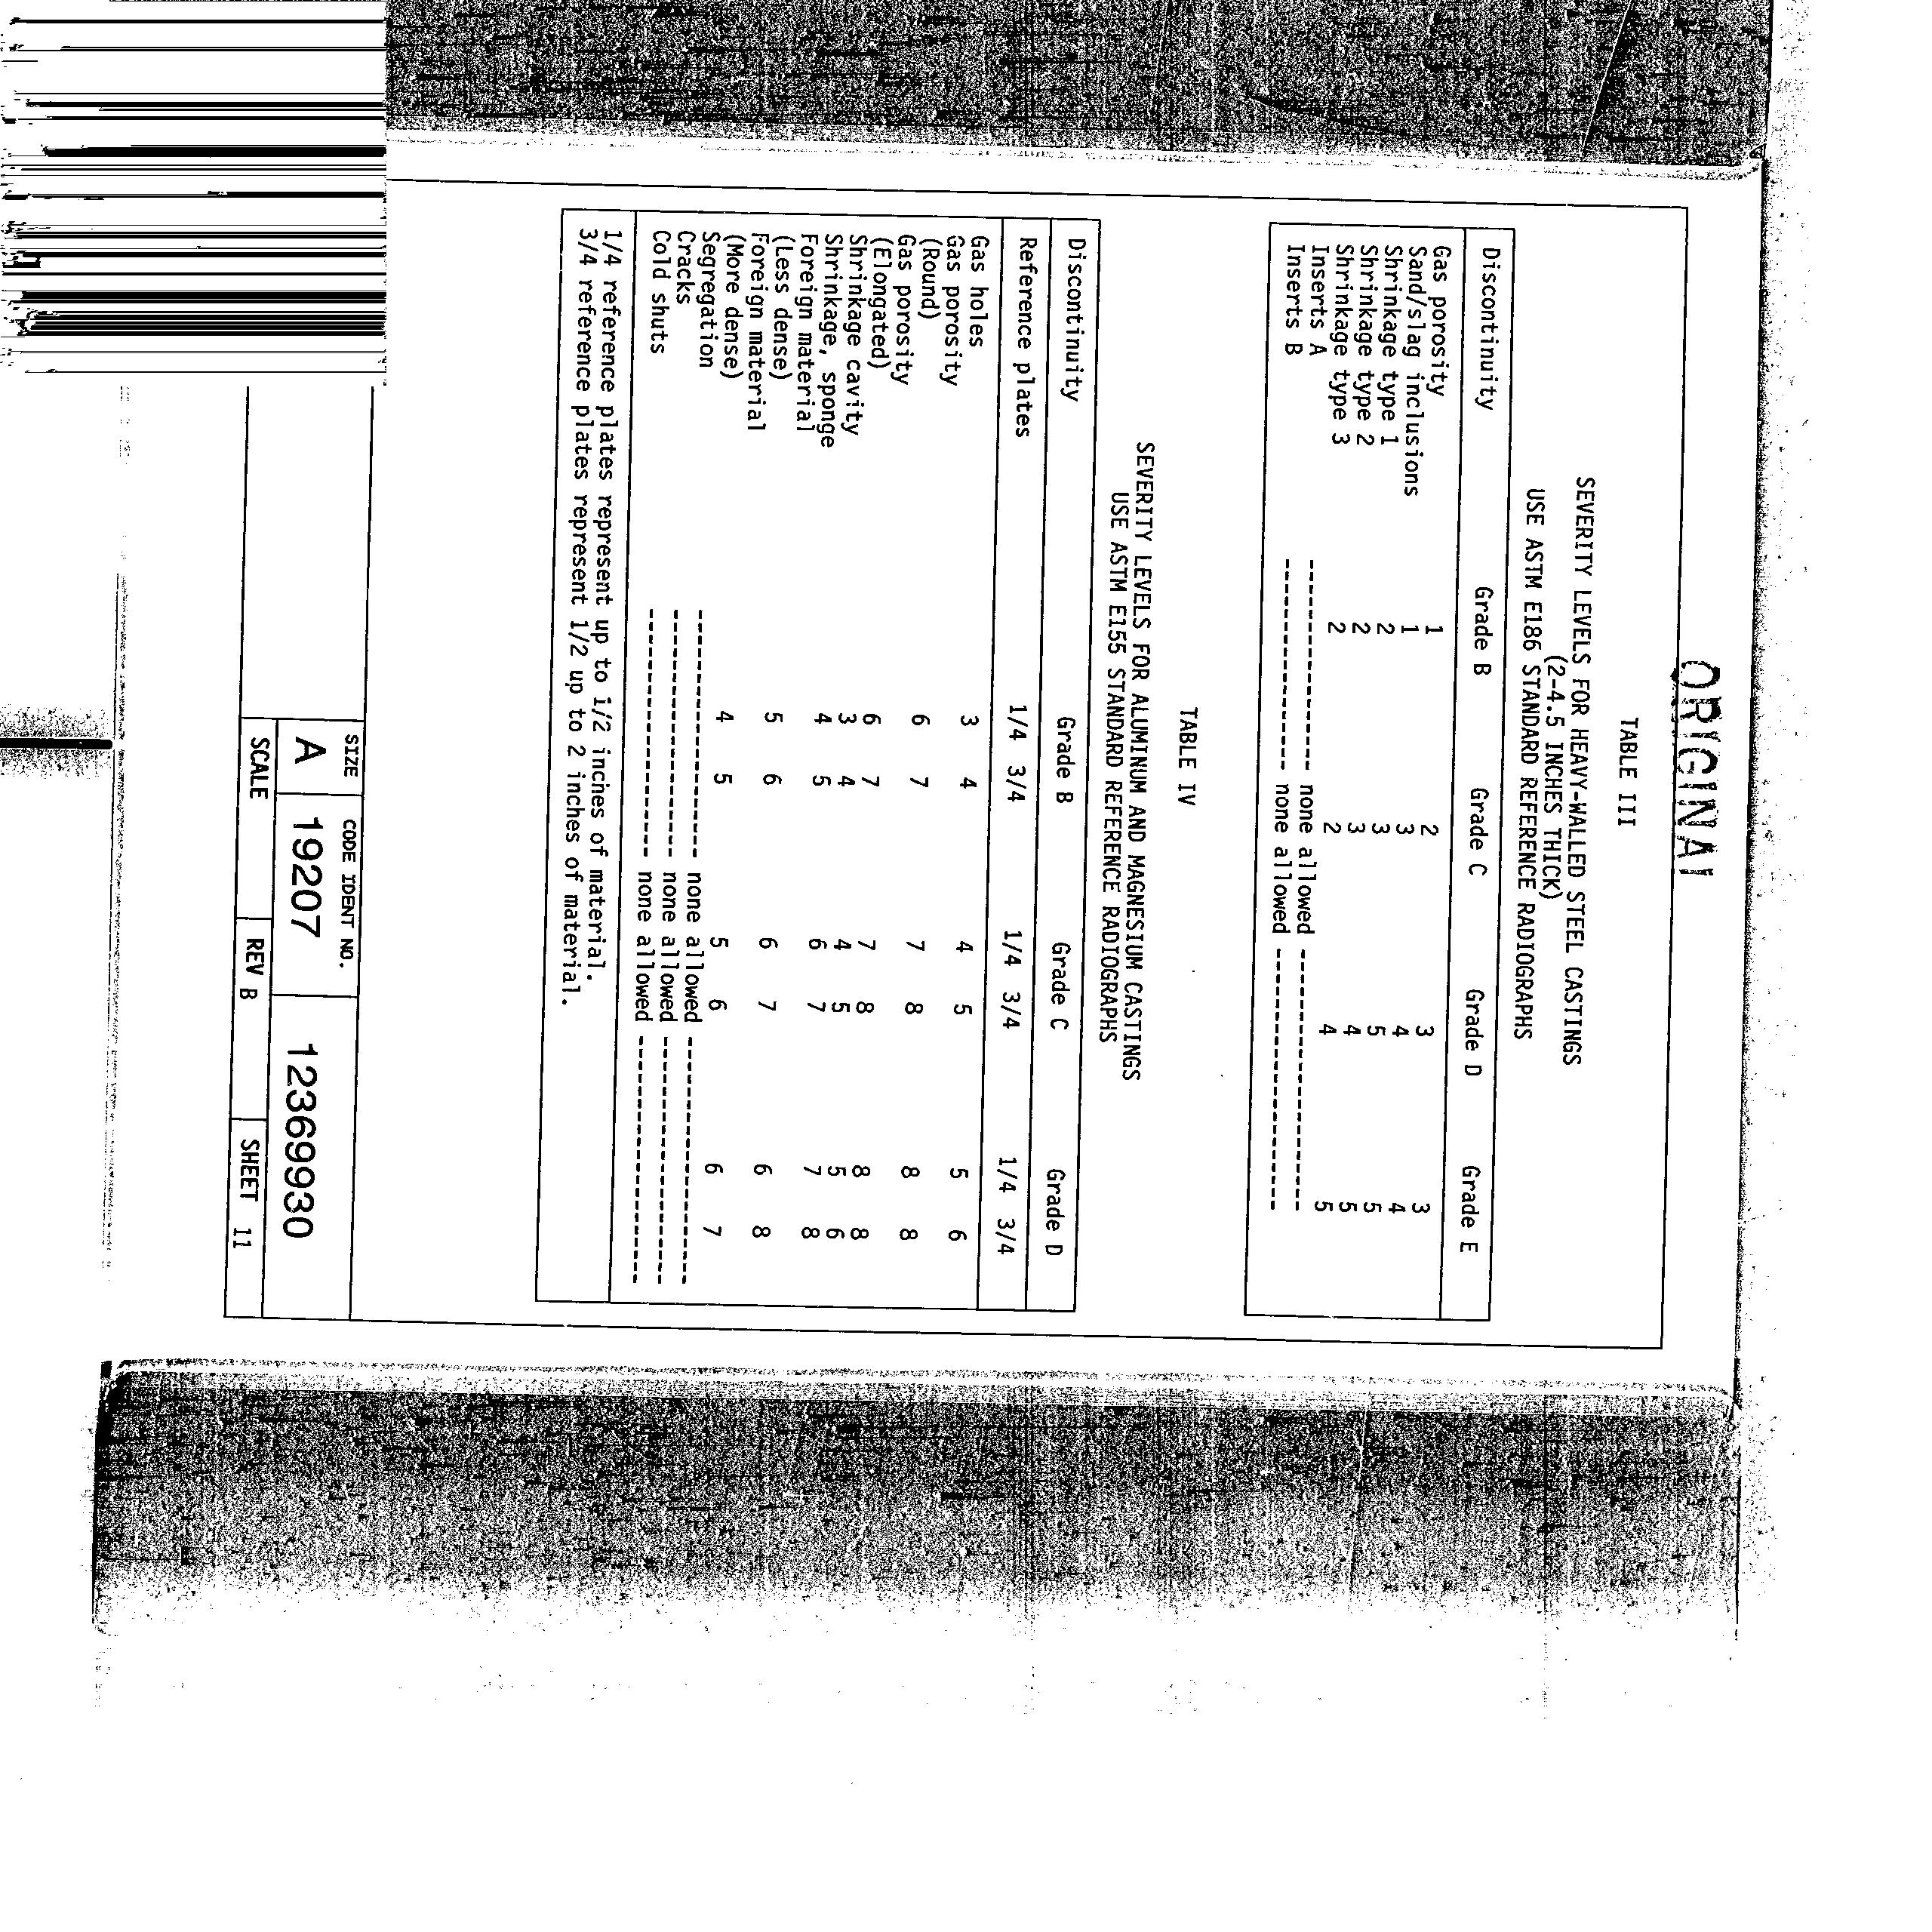 ORIGINAL
TABLE III
SEVERITY LEVELS FOR HEAVY-WALLED STEEL CASTINGS
(2-4.5 INCHES THICK)
USE ASTM E186 STANDARD REFERENCE RADIOGRAPHS
Discontinuity Grade B Grade C Grade D Grade E
Gas porosity 1 2 3 3
Sand/slag inclusions 1 3 4 4
Shrinkage type 1 2 3 5 5
Shrinkage type 2 2 3 4 5
Shrinkage type 3 2 2 4 5
Inserts A ----------------- none allowed ---------------------
Inserts B ----------------- none allowed ---------------------
TABLE IV
SEVERITY LEVELS FOR ALUMINUM AND MAGNESIUM CASTINGS
USE ASTM E155 STANDARD REFERENCE RADIOGRAPHS
Discontinuity Grade B Grade C Grade D
Reference plates 1/4 3/4 1/4 3/4 1/4 3/4
Gas holes 3 4 4 5 5 6
Gas porosity
(Round) 6 7 7 8 8 8
Gas porosity
(Elongated) 6 7 7 8 8 8
Shrinkage cavity 3 4 4 5 5 6
Shrinkage, sponge 4 5 6 7 7 8
Foreign material
(Less dense) 5 6 6 7 6 8
Foreign material
(More dense) 4 5 5 6 6 7
Segregation -------------------- none allowed --------------------
Cracks -------------------- none allowed --------------------
Cold shuts -------------------- none allowed --------------------
1/4 reference plates represent up to 1/2 inches of material.
3/4 reference plates represent 1/2 up to 2 inches of material.
SIZE CODE IDENT NO.
A 19207 12369930
SCALE REV B SHEET 11